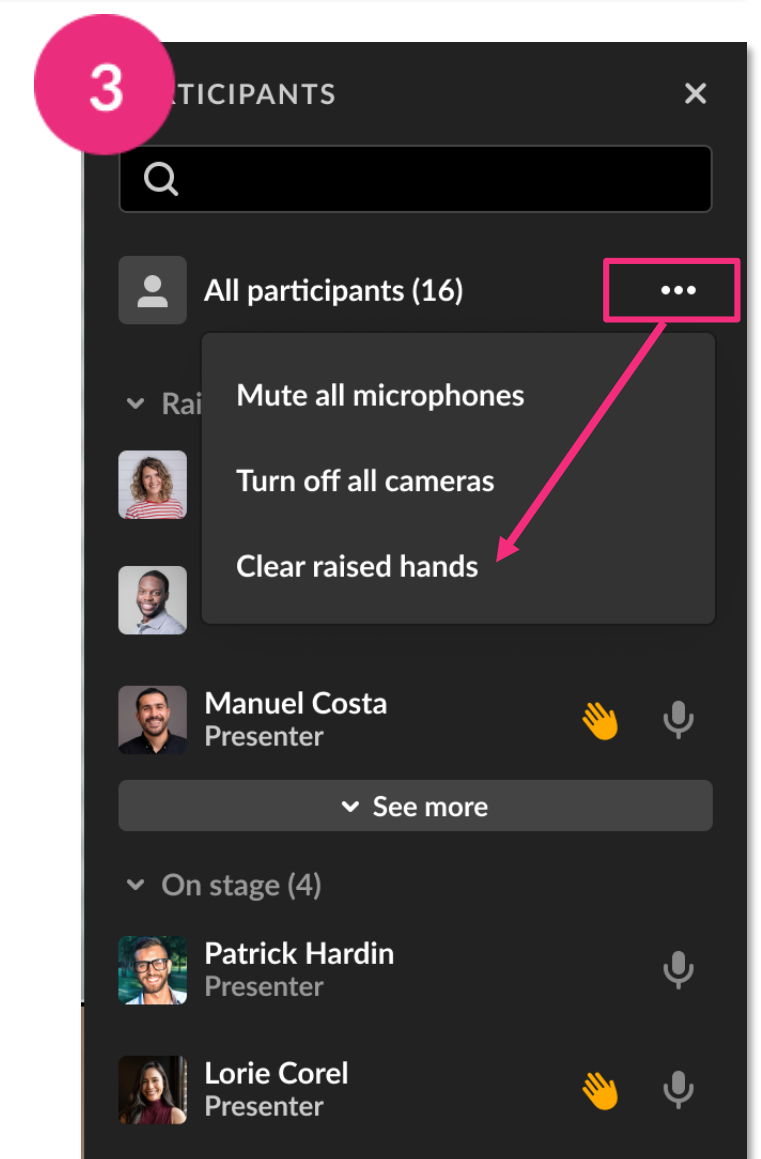 3
TICIPANTS
All participants (16)
Mute all microphones
Rai
Turn off all cameras
Clear raised hands
Manuel Costa
Presenter
See more
On stage (4)
Patrick Hardin
Presenter
Lorie Corel
Presenter